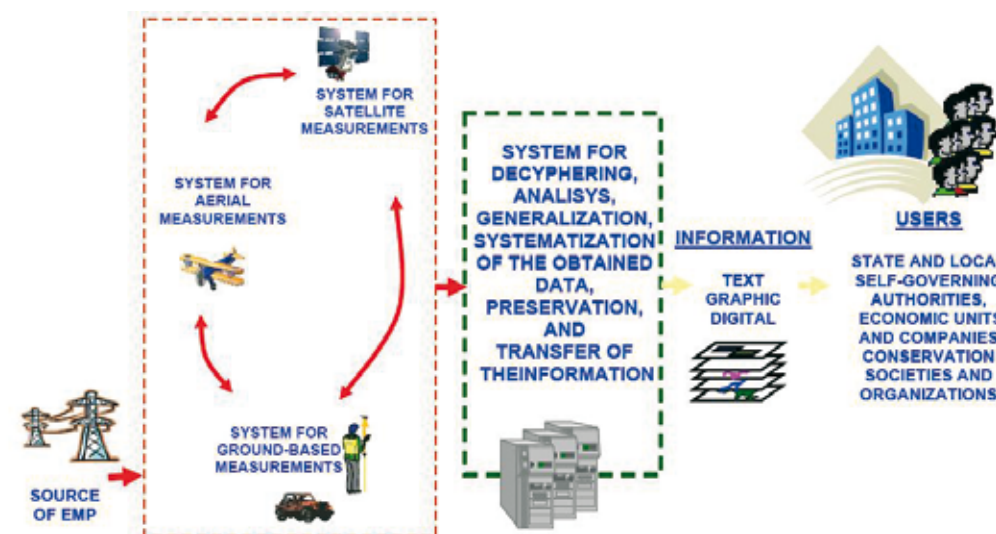 SYSTEM FOR
SATELLITE
MEASUREMENTS
SYSTEM FOR
AERIAL
MEASUREMENTS
SYSTEM FOR
GROUND-BASED
MEASUREMENTS
SOURCE
OF EMP
SYSTEM FOR
DECYPHERING,
ANALISYS,
GENERALIZATION,
SYSTEMATIZATION
OF THE OBTAINED
DATA,
PRESERVATION,
AND
TRANSFER OF
THEINFORMATION
INFORMATION
TEXT
GRAPHIC
DIGITAL
USERS
STATE AND LOCA
SELF-GOVERNING
AUTHORITIES,
ECONOMIC UNITS
AND COMPANIES
CONSERVATION
SOCIETIES AND
ORGANIZATIONS